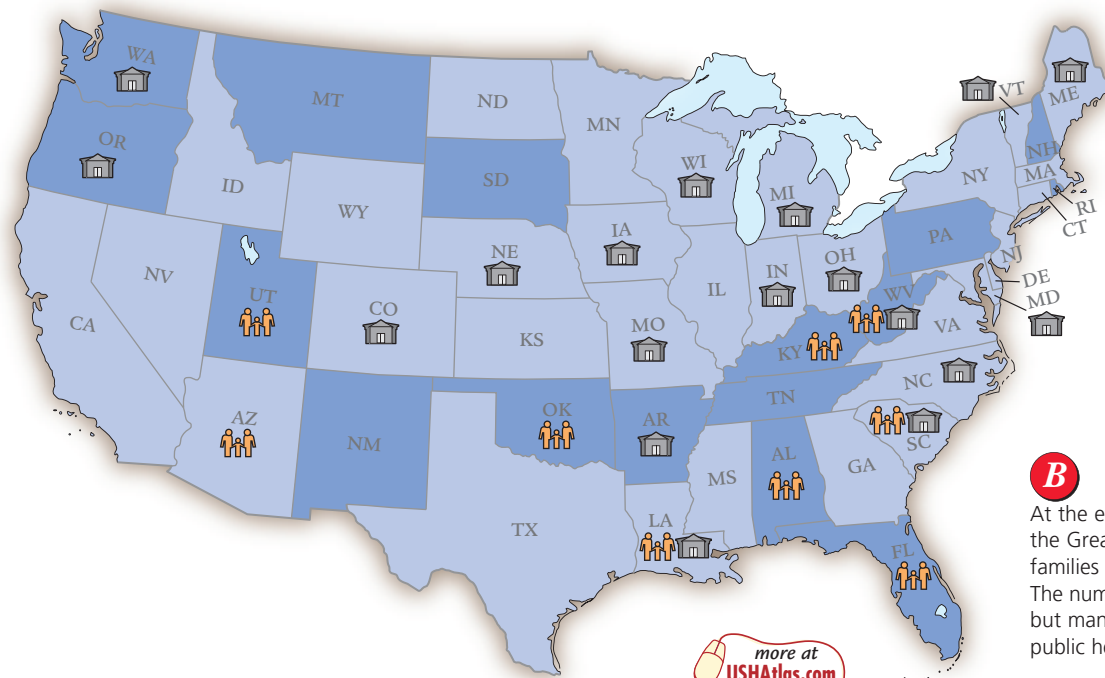 WA
MT
ND
MN
VT
ME
OR
ID
SD
WI
MI
NY
NH
MA
RI
CT
WY
IA
NE
PA
NJ
NV
UT
CO
IL
IN
OH
DE
MD
CA
KS
MO
WV
VA
KY
NC
AZ
NM
OK
AR
TN
SC
MS
AL
GA
TX
LA
FL
B
At the e
the Grea
families
The num
but man
public he
more at
USHAtlas.com